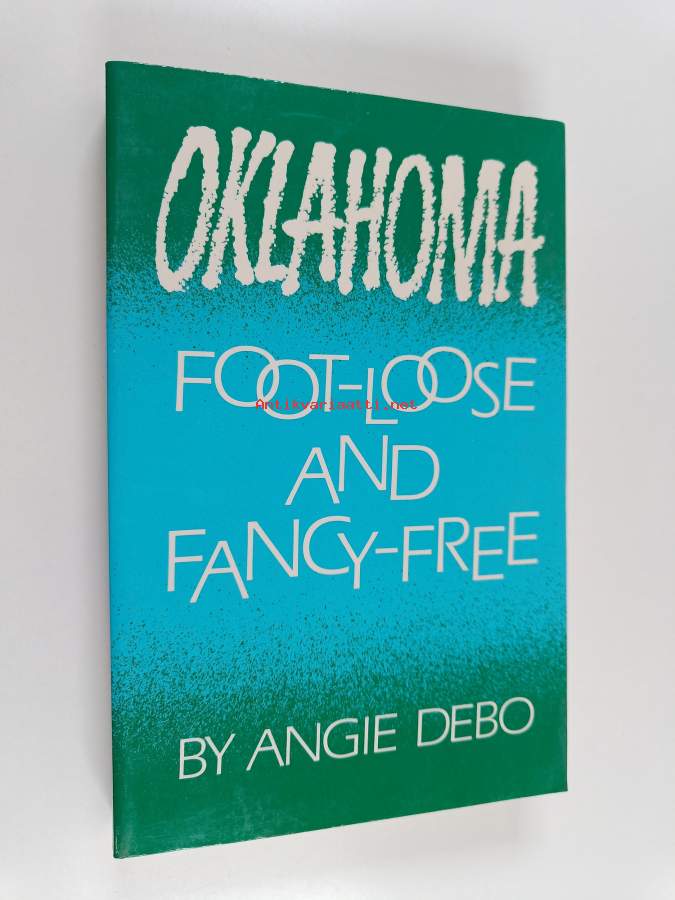 OKLAHOMA
FOOT-LOOSE
Antikvariaatti.net
AND
FANCY-FREE
BY ANGIE DEBO